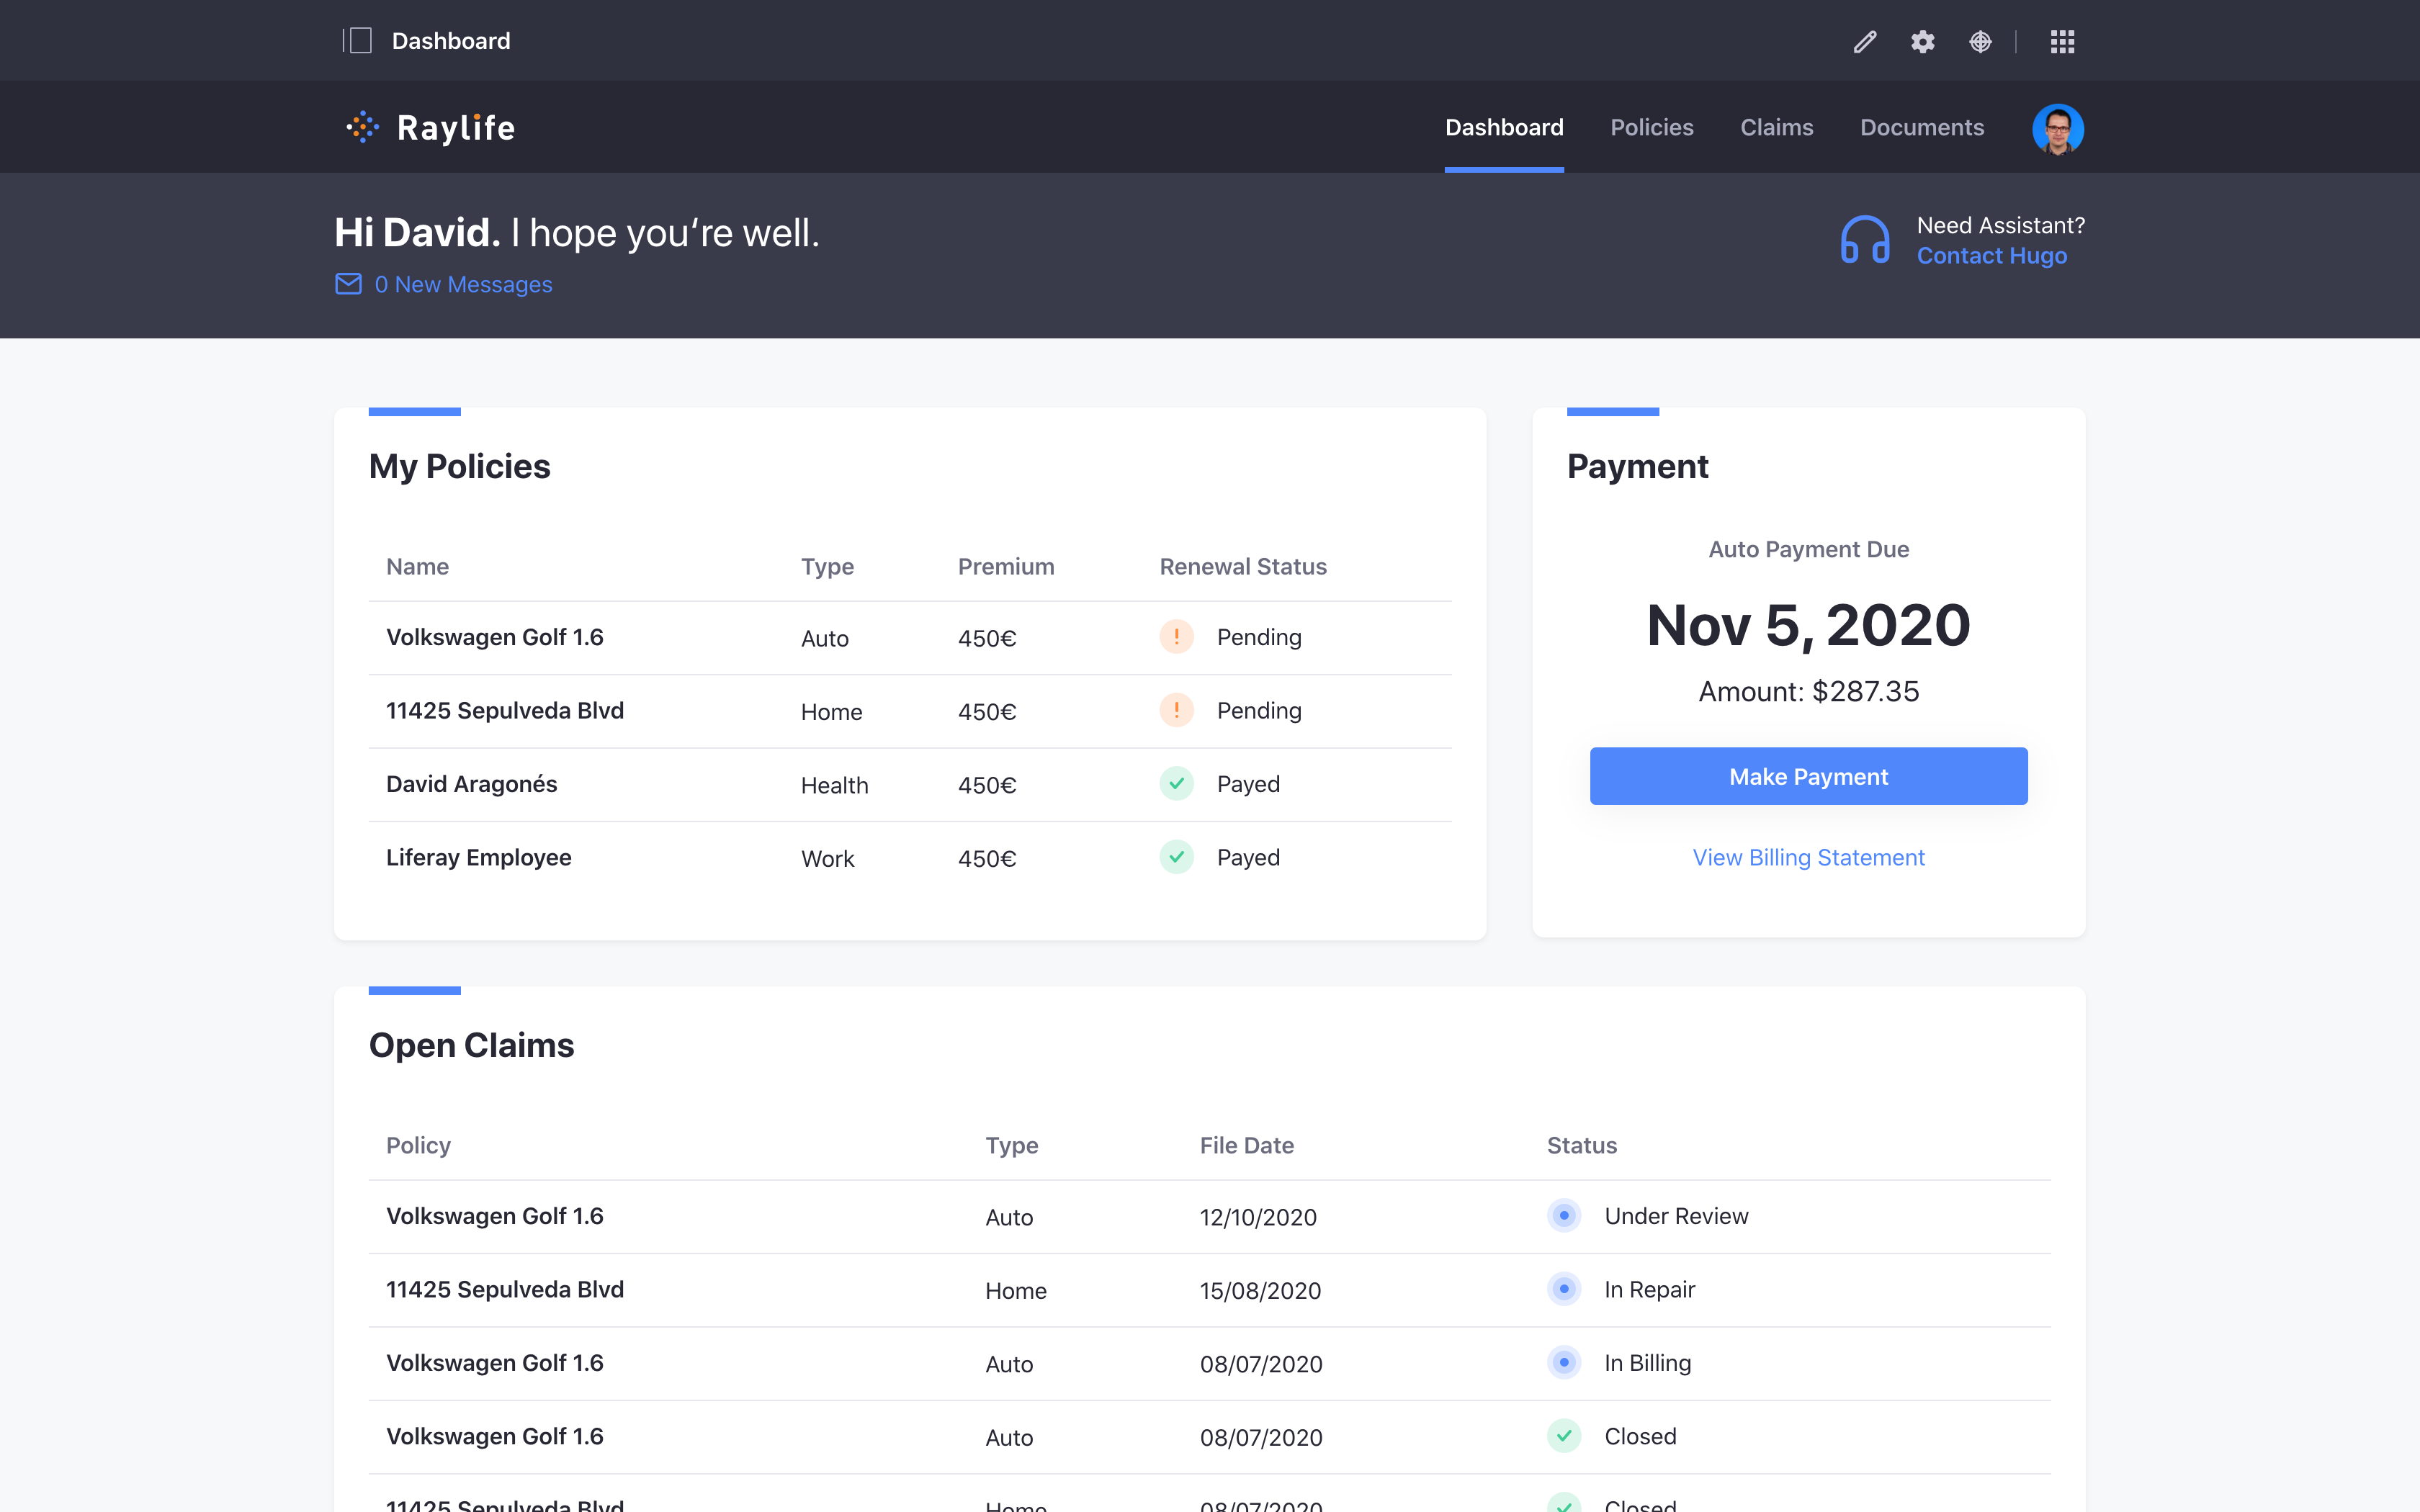 Dashboard
Raylife
Dashboard Policies Claims Documents
Hi David. I hope you‘re well.
0 New Messages
Need Assistant?
Contact Hugo
My Policies
Name Type Premium Renewal Status
Volkswagen Golf 1.6 Auto 450€ Pending
11425 Sepulveda Blvd Home 450€ Pending
David Aragonés Health 450€ Payed
Liferay Employee Work 450€ Payed
Payment
Auto Payment Due
Nov 5, 2020
Amount: $287.35
Make Payment
View Billing Statement
Open Claims
Policy Type File Date Status
Volkswagen Golf 1.6 Auto 12/10/2020 Under Review
11425 Sepulveda Blvd Home 15/08/2020 In Repair
Volkswagen Golf 1.6 Auto 08/07/2020 In Billing
Volkswagen Golf 1.6 Auto 08/07/2020 Closed
11425 Sepulveda Blvd Home 08/07/2020 Closed